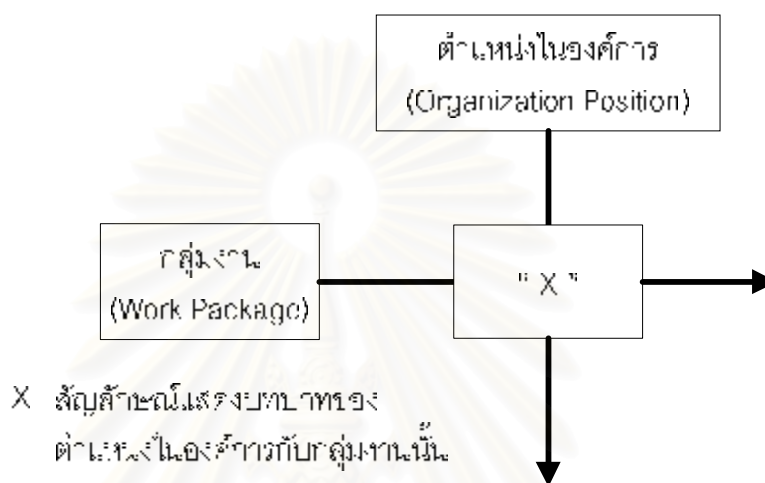 ตำแหน่งในองค์การ
(Organization Position)
กลุ่มงาน
(Work Package)
" X "
X สัญลักษณ์แสดงบทบาทของ
ตำแหน่งในองค์การกับกลุ่มงานนั้น